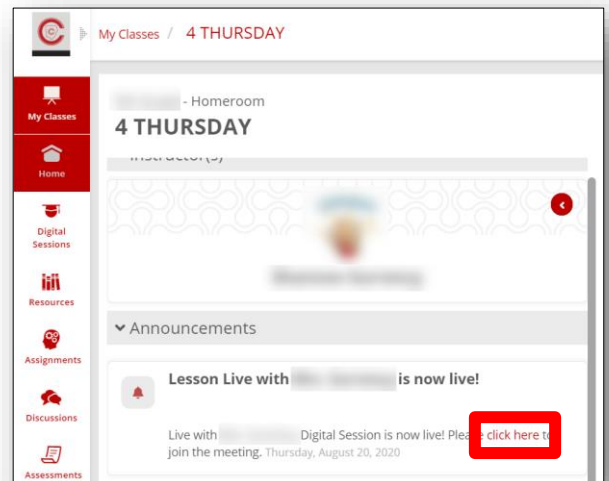 My Classes / 4 THURSDAY
My Classes
Home
Digital
Sessions
Resources
Assignments
Discussions
Assessments
- Homeroom
4 THURSDAY
Instructor(s)
Announcements
Lesson Live with is now live!
Live with Digital Session is now live! Please click here to
join the meeting. Thursday, August 20, 2020